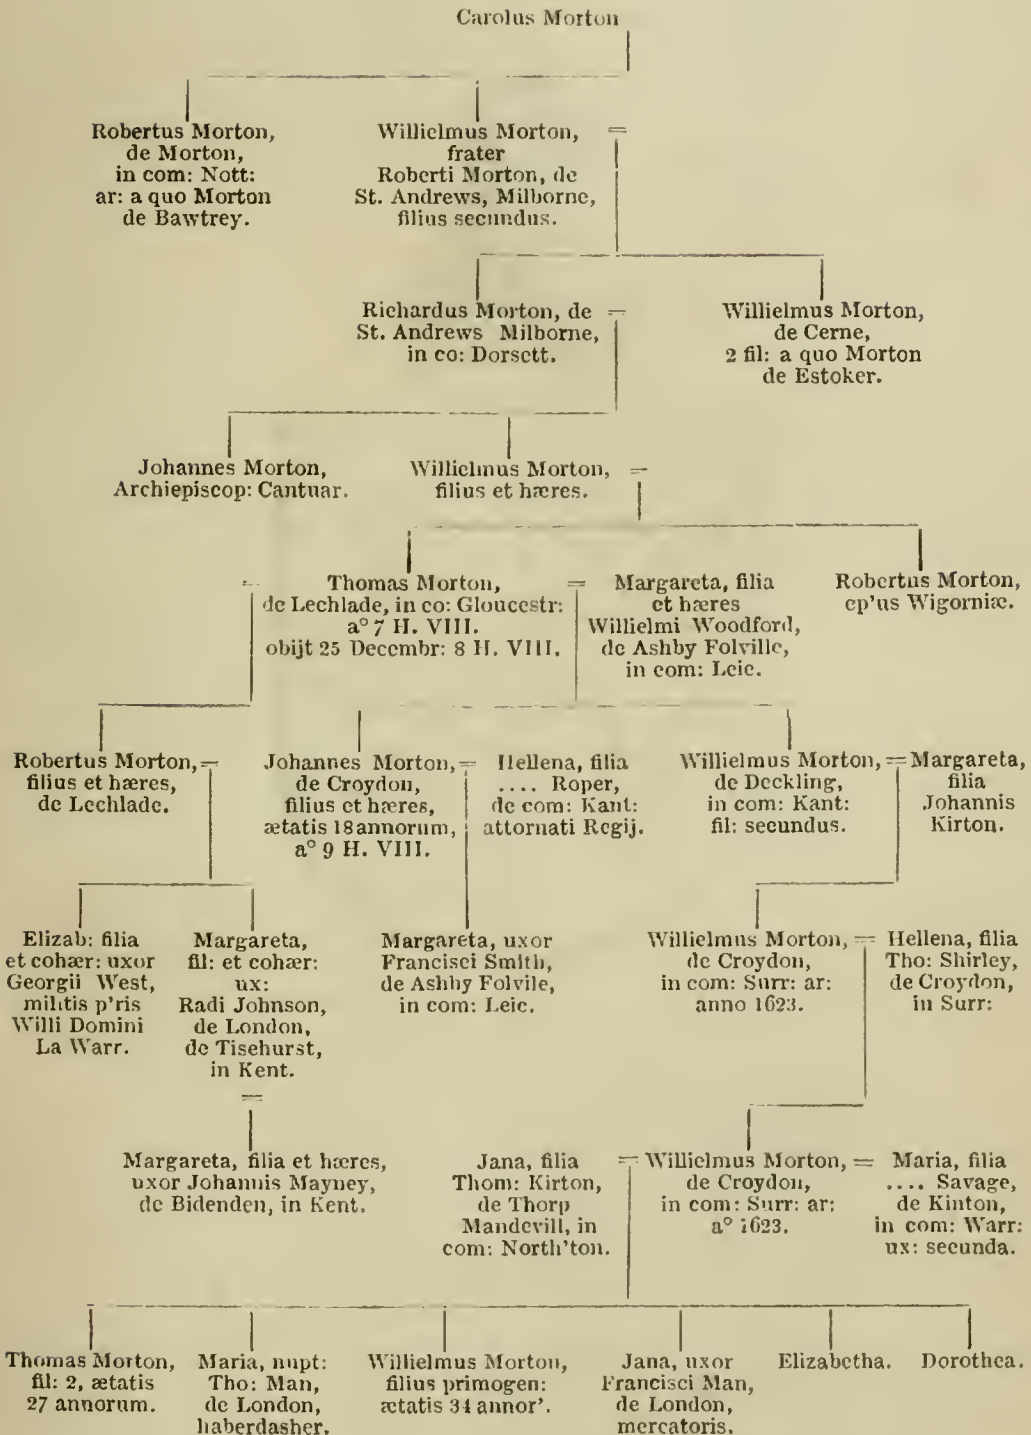 Carolus Morton
Robertus Morton,
de Morton,
in com: Nott:
ar: a quo Morton
de Bawtrey.
Willielmus Morton,
frater
Roberti Morton, de
St. Andrews, Milborne,
filius secundus.
=
Richardus Morton, de =
St. Andrews Milborne,
in co: Dorsett.
Willielmus Morton,
de Cerne,
2 fil: a quo Morton
de Estoker.
Johannes Morton,
Archiepiscop: Cantuar.
Willielmus Morton, =
filius et hæres.
= Thomas Morton, =
de Lechlade, in co: Gloucestr:
a° 7 H. VIII.
obijt 25 Decembr: 8 H. VIII.
Margareta, filia
et hæres
Willielmi Woodford,
de Ashby Folville,
in com: Leic.
Robertus Morton,
ep'us Wigorniæ.
Robertus Morton, =
filius et hæres,
de Lechlade.
Johannes Morton, =
de Croydon,
filius et hæres,
ætatis 18 annorum,
a° 9 H. VIII.
Hellena, filia
.... Roper,
de com: Kant:
attornati Regij.
Willielmus Morton, =
de Deckling,
in com: Kant:
fil: secundus.
Margareta,
filia
Johannis
Kirton.
Elizab: filia
et cohær: uxor
Georgii West,
militis p'ris
Willi Domini
La Warr.
Margareta,
fil: et cohær:
ux:
Radi Johnson,
de London,
de Tisehurst,
in Kent.
=
Margareta, uxor
Francisci Smith,
de Ashby Folvile,
in com: Leic.
Willielmus Morton, =
de Croydon,
in com: Surr: ar:
anno 1623.
Hellena, filia
Tho: Shirley,
de Croydon,
in Surr:
Margareta, filia et hæres,
uxor Johannis Mayney,
de Bidenden, in Kent.
Jana, filia
Thom: Kirton,
de Thorp
Mandevill, in
com: North'ton.
= Willielmus Morton, =
de Croydon,
in com: Surr: ar:
a° 1623.
Maria, filia
.... Savage,
de Kinton,
in com: Warr:
ux: secunda.
Thomas Morton,
fil: 2, ætatis
27 annorum.
Maria, nupt:
Tho: Man,
de London,
haberdasher.
Willielmus Morton,
filius primogen:
ætatis 34 annor'.
Jana, uxor
Francisci Man,
de London,
mercatoris.
Elizabetha.
Dorothea.